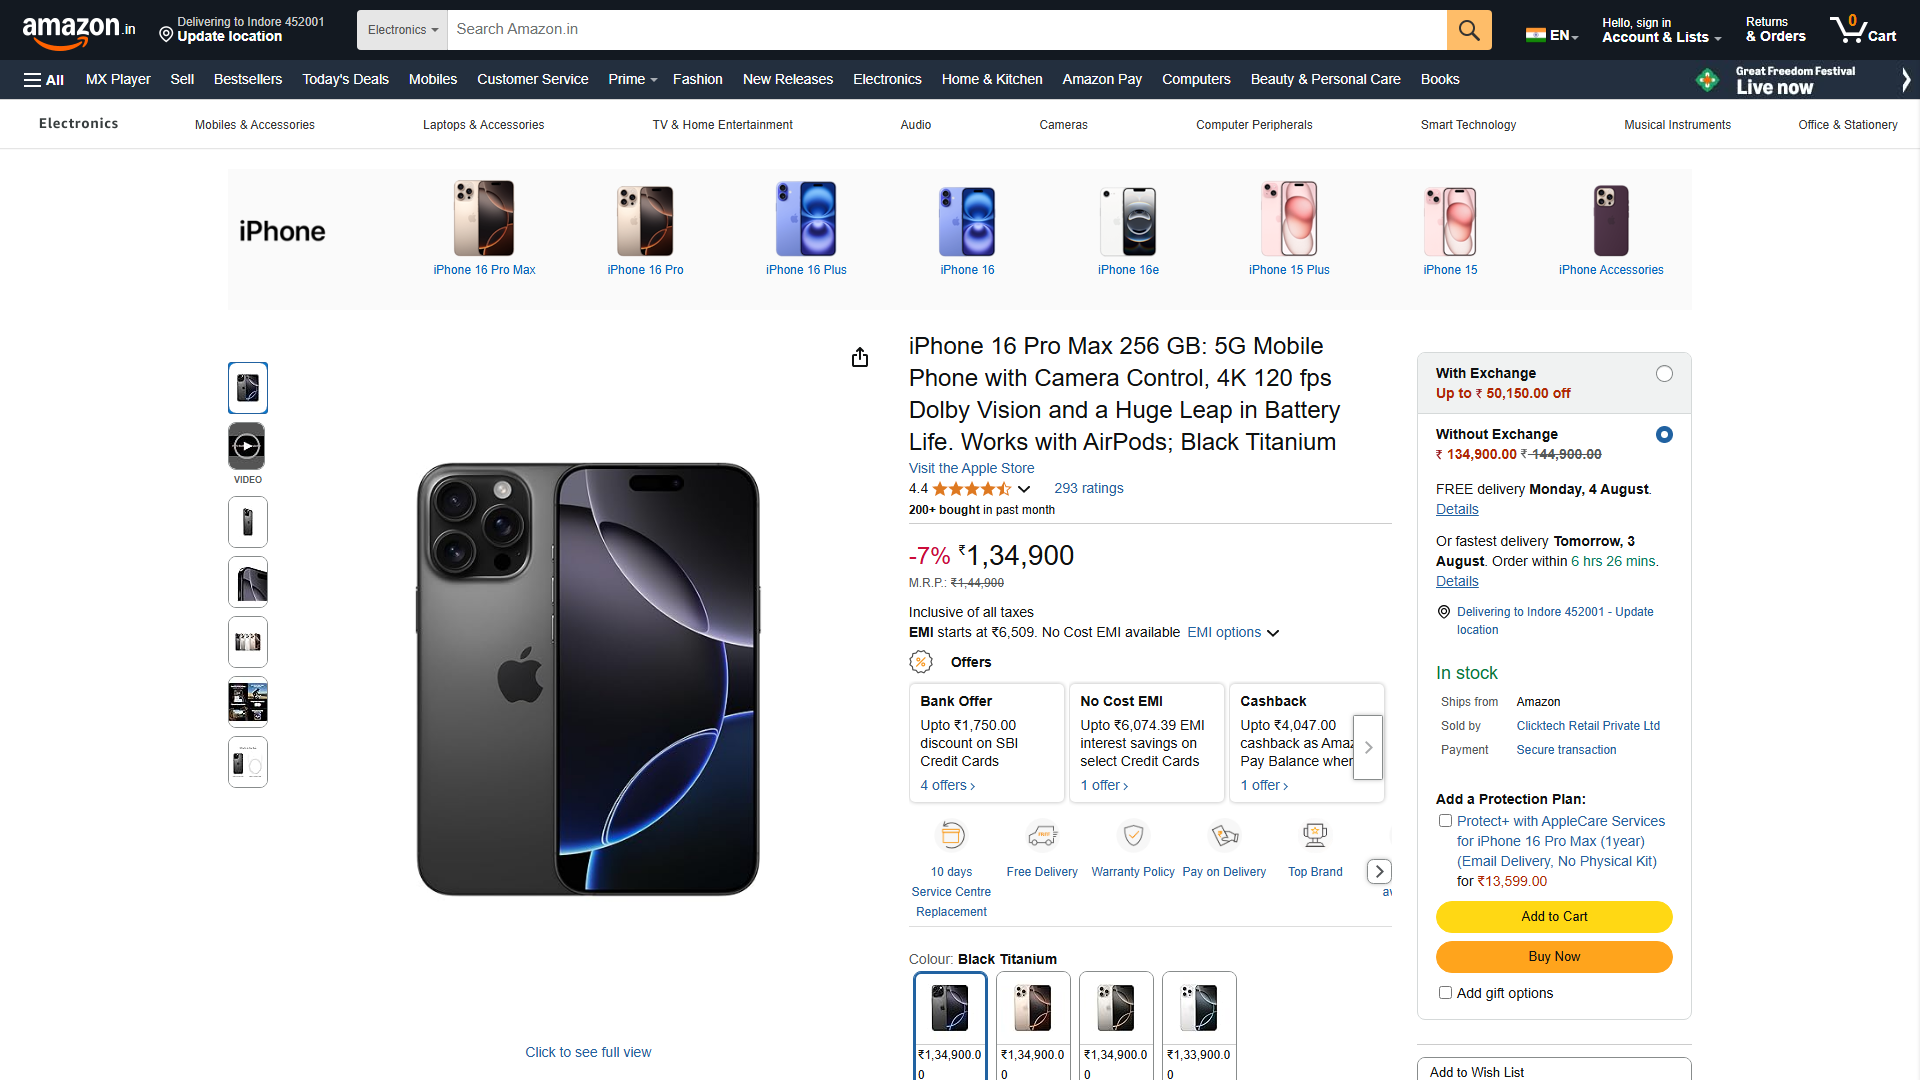 amazon.in
Delivering to Indore 452001
Update location
Electronics
Search Amazon.in
EN
Hello, sign in
Account & Lists
Returns
& Orders
0
Cart
All
MX Player
Sell
Bestsellers
Today's Deals
Mobiles
Customer Service
Prime
Fashion
New Releases
Electronics
Home & Kitchen
Amazon Pay
Computers
Beauty & Personal Care
Books
Great Freedom Festival
Live now
Electronics
Mobiles & Accessories
Laptops & Accessories
TV & Home Entertainment
Audio
Cameras
Computer Peripherals
Smart Technology
Musical Instruments
Office & Stationery
iPhone
iPhone 16 Pro Max
iPhone 16 Pro
iPhone 16 Plus
iPhone 16
iPhone 16e
iPhone 15 Plus
iPhone 15
iPhone Accessories
VIDEO
Click to see full view
iPhone 16 Pro Max 256 GB: 5G Mobile
Phone with Camera Control, 4K 120 fps
Dolby Vision and a Huge Leap in Battery
Life. Works with AirPods; Black Titanium
Visit the Apple Store
4.4
293 ratings
200+ bought in past month
-7% ₹1,34,900
M.R.P.: ₹1,44,900
Inclusive of all taxes
EMI starts at ₹6,509. No Cost EMI available EMI options
Offers
Bank Offer
Upto ₹1,750.00
discount on SBI
Credit Cards
4 offers
No Cost EMI
Upto ₹6,074.39 EMI
interest savings on
select Credit Cards
1 offer
Cashback
Upto ₹4,047.00
cashback as Amaz
Pay Balance when
1 offer
10 days
Service Centre
Replacement
FREE
Free Delivery
Warranty Policy
Pay on Delivery
Top Brand
Colour: Black Titanium
₹1,34,900.0
0
₹1,34,900.0
0
₹1,34,900.0
0
₹1,33,900.0
0
With Exchange
Up to ₹ 50,150.00 off
Without Exchange
₹ 134,900.00 ₹ 144,900.00
FREE delivery Monday, 4 August.
Details
Or fastest delivery Tomorrow, 3
August. Order within 6 hrs 26 mins.
Details
Delivering to Indore 452001 - Update
location
In stock
Ships from Amazon
Sold by Clicktech Retail Private Ltd
Payment Secure transaction
Add a Protection Plan:
Protect+ with AppleCare Services
for iPhone 16 Pro Max (1year)
(Email Delivery, No Physical Kit)
for ₹13,599.00
Add to Cart
Buy Now
Add gift options
Add to Wish List